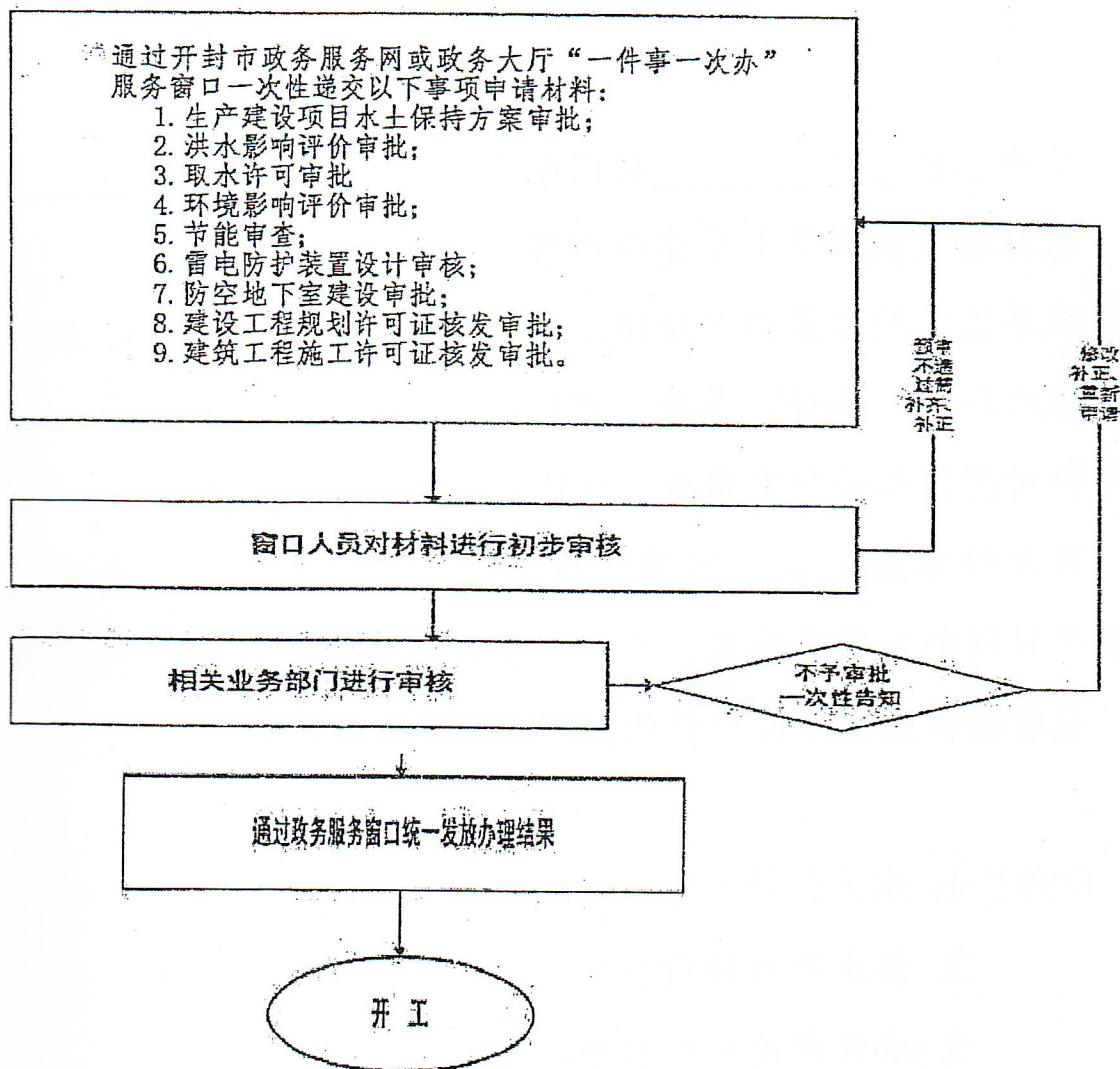 通过开封市政务服务网或政务大厅“一件事一次办”
服务窗口一次性递交以下事项申请材料：
1. 生产建设项目水土保持方案审批；
2. 洪水影响评价审批；
3. 取水许可审批
4. 环境影响评价审批；
5. 节能审查；
6. 雷电防护装置设计审核；
7. 防空地下室建设审批；
8. 建设工程规划许可证核发审批；
9. 建筑工程施工许可证核发审批。
审
不
过
补齐、
补正
修改
补正、
重新
申请
窗口人员对材料进行初步审核
相关业务部门进行审核
不予审批
一次性告知
通过政务服务窗口统一发放办理结果
开 工